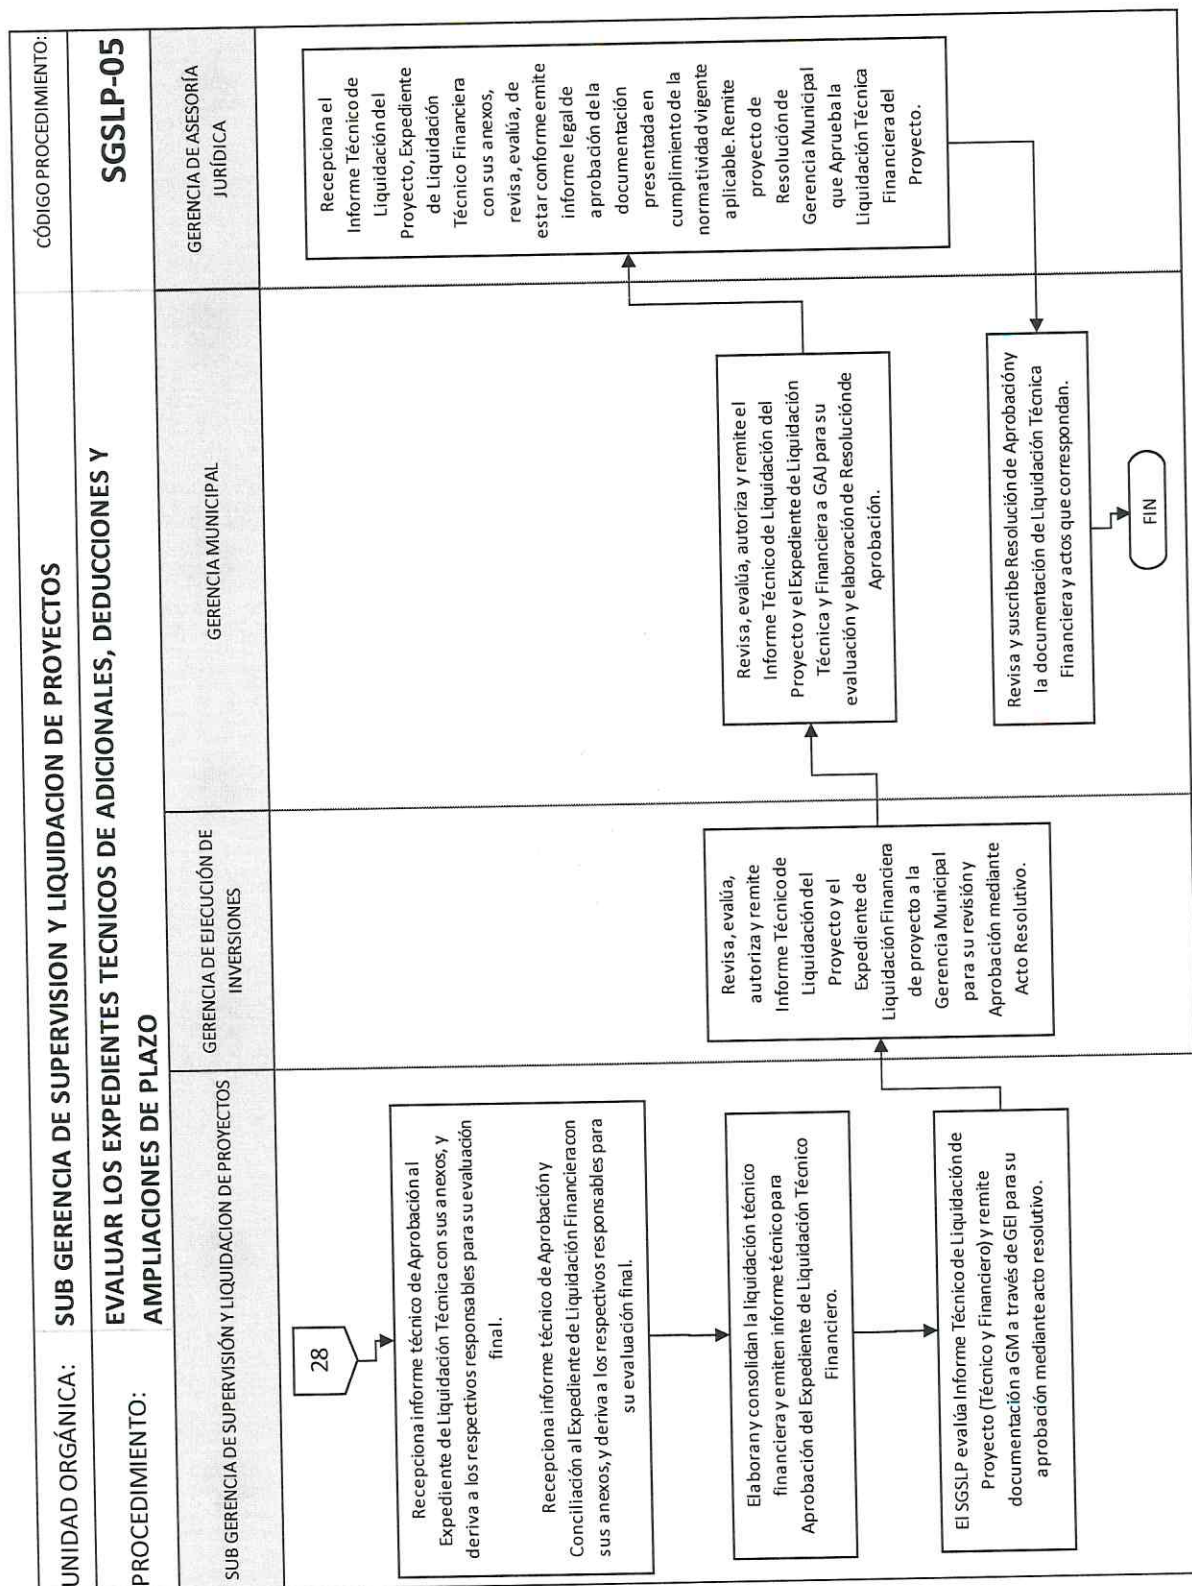 UNIDAD ORGÁNICA:
SUB GERENCIA DE SUPERVISION Y LIQUIDACION DE PROYECTOS
CÓDIGO PROCEDIMIENTO:
PROCEDIMIENTO:
EVALUAR LOS EXPEDIENTES TECNICOS DE ADICIONALES, DEDUCCIONES Y
AMPLIACIONES DE PLAZO
SGSLP-05
SUB GERENCIA DE SUPERVISIÓN Y LIQUIDACION DE PROYECTOS
GERENCIA DE EJECUCIÓN DE
INVERSIONES
GERENCIA MUNICIPAL
GERENCIA DE ASESORÍA
JURÍDICA
28
Recepciona informe técnico de Aprobación al
Expediente de Liquidación Técnica con sus anexos, y
deriva a los respectivos responsables para su evaluación
final.
Recepciona informe técnico de Aprobación y
Conciliación al Expediente de Liquidación Financiera con
sus anexos, y deriva a los respectivos responsables para
su evaluación final.
Elaboran y consolidan la liquidación técnico
financiera y emiten informe técnico para
Aprobación del Expediente de Liquidación Técnico
Financiero.
El SGSLP evalúa Informe Técnico de Liquidación de
Proyecto (Técnico y Financiero) y remite
documentación a GM a través de GEI para su
aprobación mediante acto resolutivo.
Revisa, evalúa,
autoriza y remite
Informe Técnico de
Liquidación del
Proyecto y el
Expediente de
Liquidación Financiera
de proyecto a la
Gerencia Municipal
para su revisión y
Aprobación mediante
Acto Resolutivo.
Revisa, evalúa, autoriza y remite el
Informe Técnico de Liquidación del
Proyecto y el Expediente de Liquidación
Técnica y Financiera a GAJ para su
evaluación y elaboración de Resolución de
Aprobación.
Recepciona el
Informe Técnico de
Liquidación del
Proyecto, Expediente
de Liquidación
Técnico Financiera
con sus anexos,
revisa, evalúa, de
estar conforme emite
informe legal de
aprobación de la
documentación
presentada en
cumplimiento de la
normatividad vigente
aplicable. Remite
proyecto de
Resolución de
Gerencia Municipal
que Aprueba la
Liquidación Técnica
Financiera del
Proyecto.
Revisa y suscribe Resolución de Aprobación y
la documentación de Liquidación Técnica
Financiera y actos que correspondan.
FIN